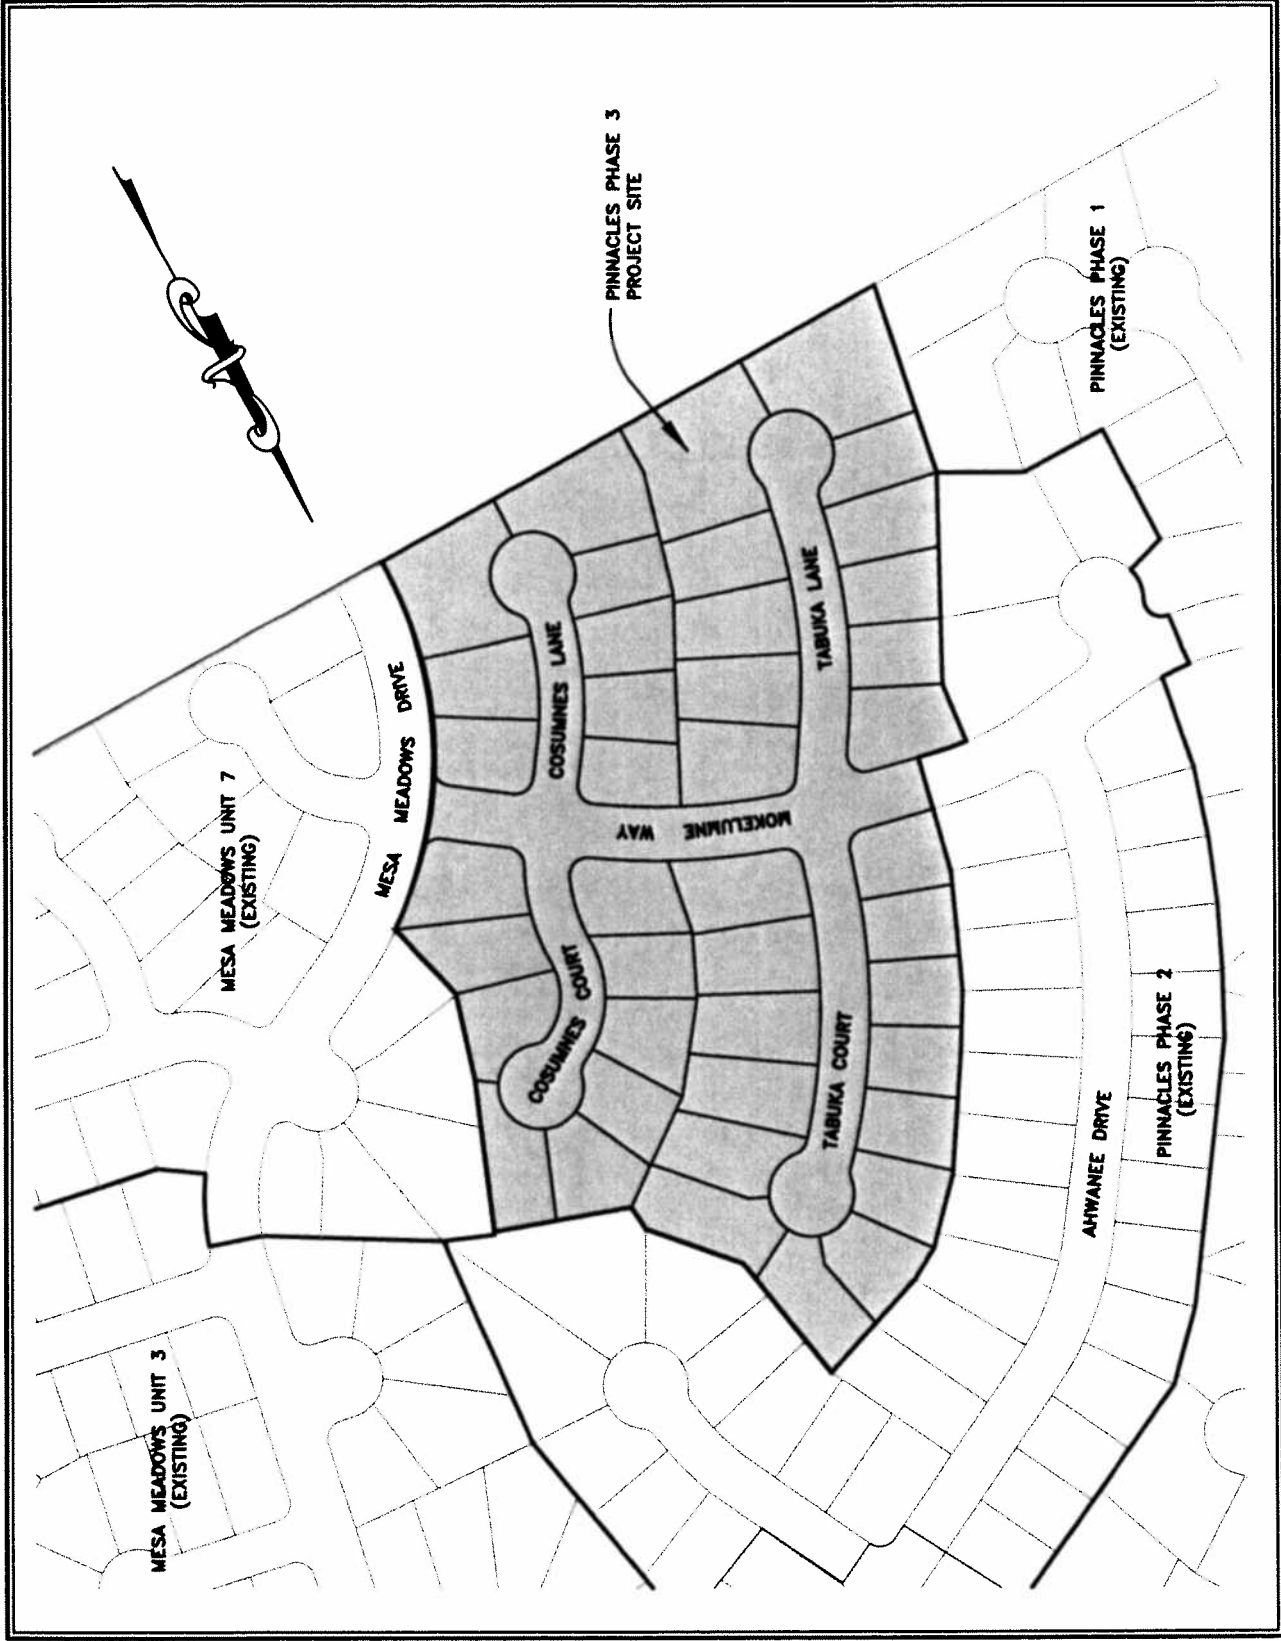 PINNACLES PHASE 3
PROJECT SITE
PINNACLES PHASE 1
(EXISTING)
MESA MEADOWS UNIT 7
(EXISTING)
MESA MEADOWS DRIVE
COSUMNES LANE
TABUKA LANE
MOKELUMNE WAY
COSUMNES COURT
TABUKA COURT
AHWANEE DRIVE
PINNACLES PHASE 2
(EXISTING)
MESA MEADOWS UNIT 3
(EXISTING)